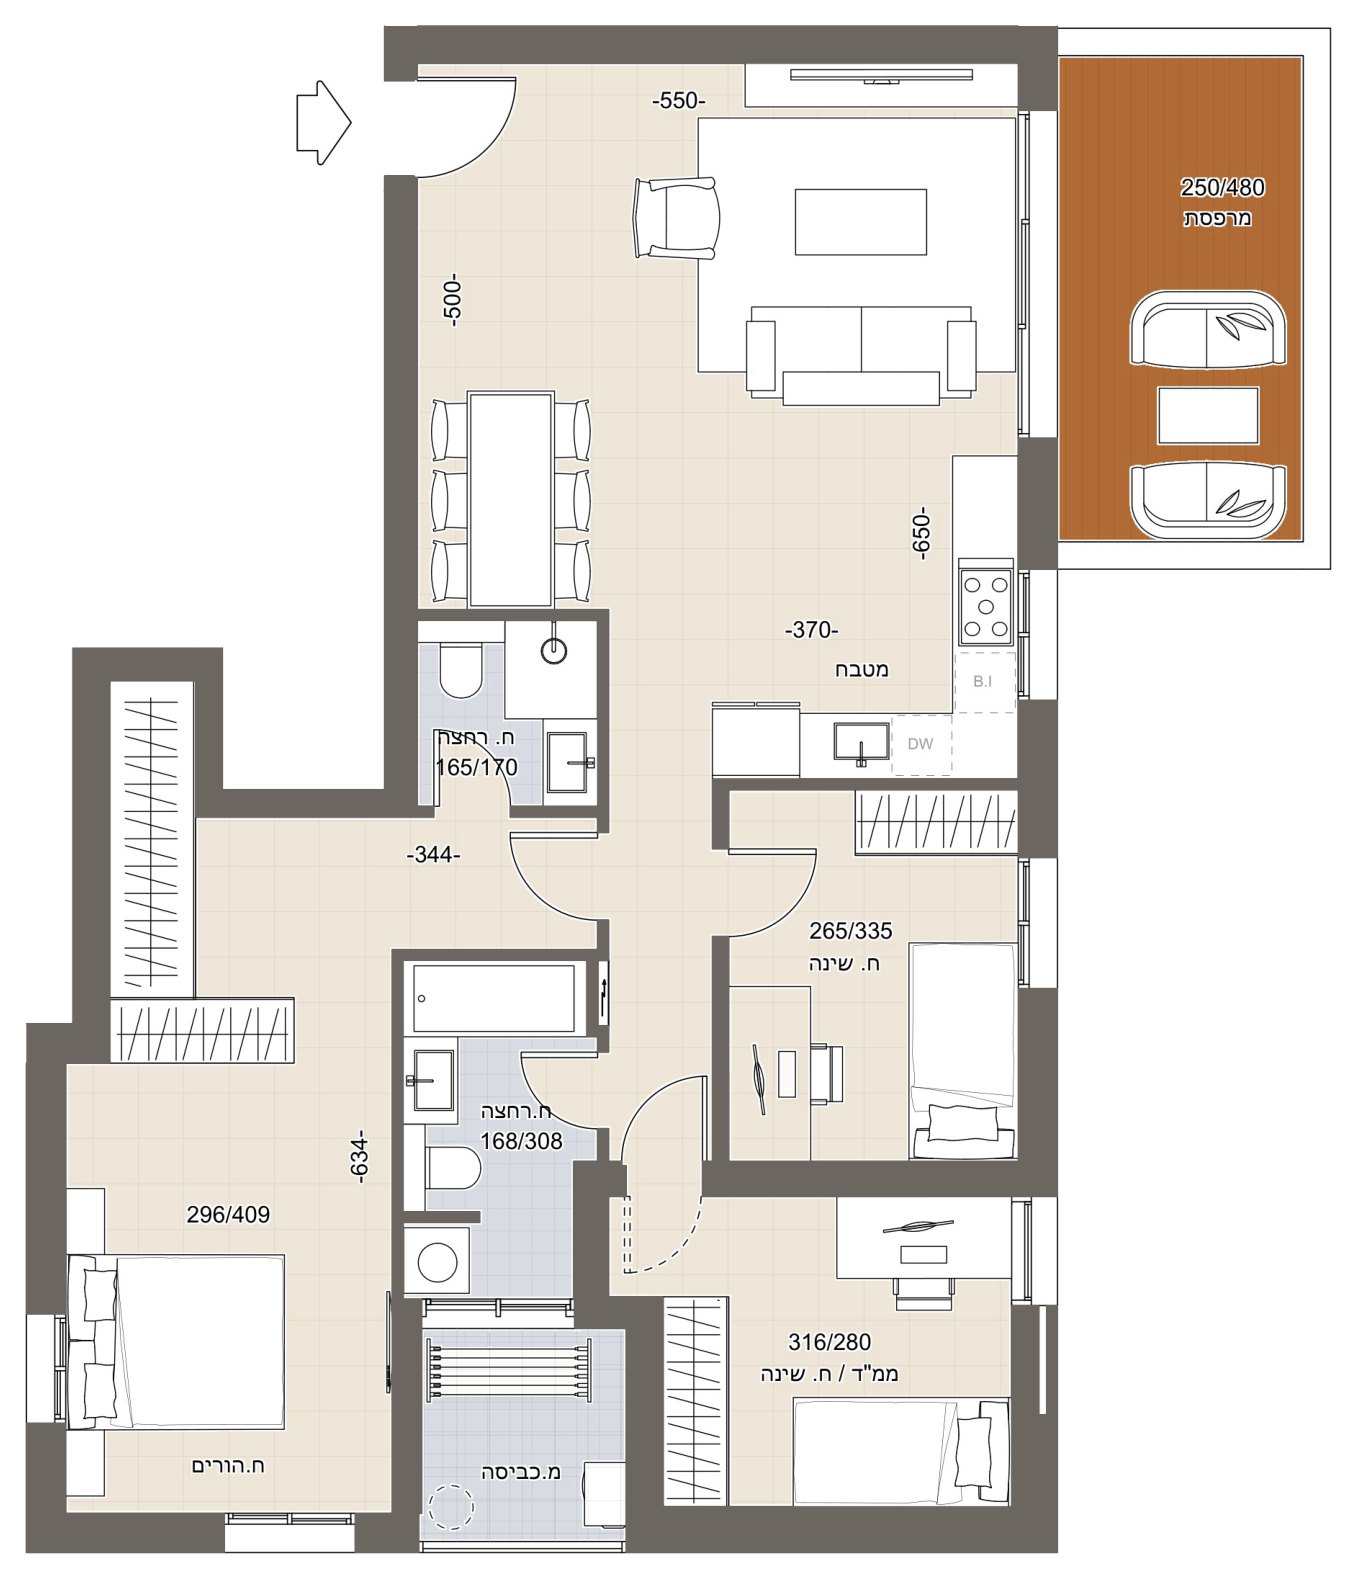 -550-
250/480
מרפסת
-500-
-650-
-370-
מטבח
B.I
DW
ח. רחצה
165/170
-344-
265/335
ח. שינה
ח.רחצה
168/308
-634-
296/409
316/280
ממ"ד / ח. שינה
ח.הורים
מ.כביסה